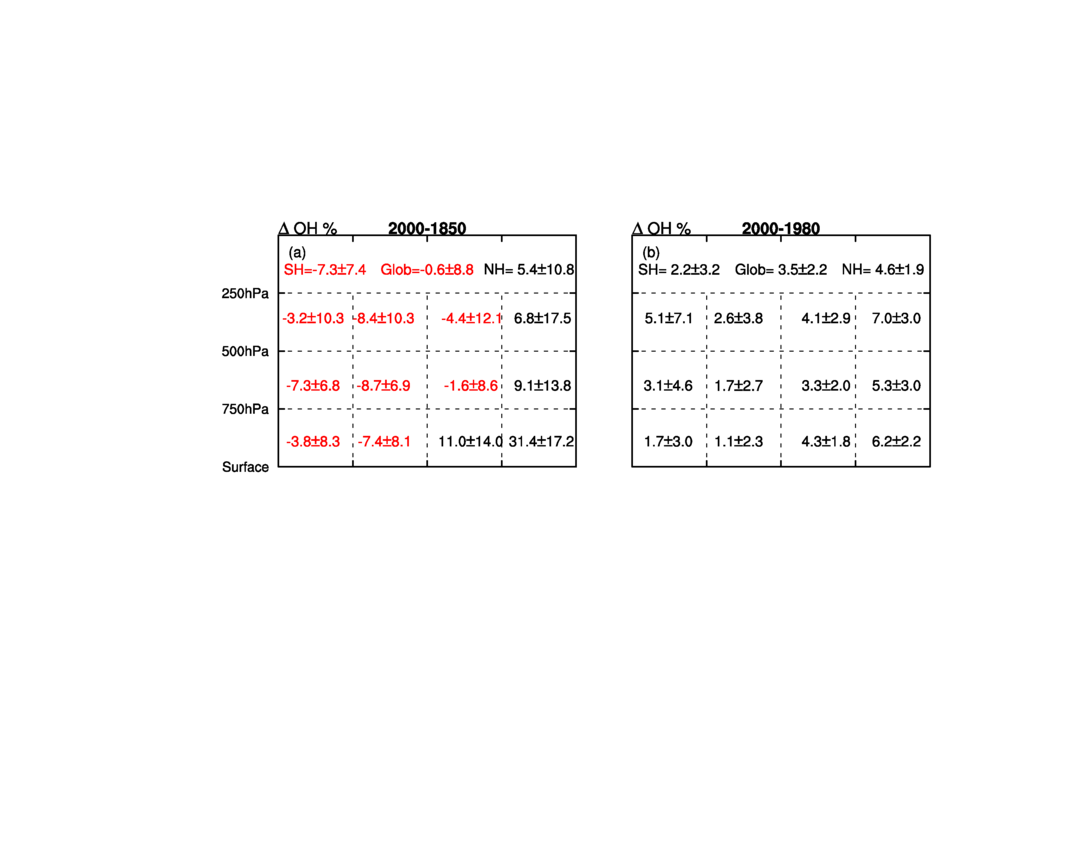 Δ OH % 2000-1850
(a)
SH=-7.3±7.4 Glob=-0.6±8.8 NH= 5.4±10.8
250hPa
-3.2±10.3 -8.4±10.3 -4.4±12.1 6.8±17.5
500hPa
-7.3±6.8 -8.7±6.9 -1.6±8.6 9.1±13.8
750hPa
-3.8±8.3 -7.4±8.1 11.0±14.0 31.4±17.2
Surface
Δ OH % 2000-1980
(b)
SH= 2.2±3.2 Glob= 3.5±2.2 NH= 4.6±1.9
5.1±7.1 2.6±3.8 4.1±2.9 7.0±3.0
3.1±4.6 1.7±2.7 3.3±2.0 5.3±3.0
1.7±3.0 1.1±2.3 4.3±1.8 6.2±2.2